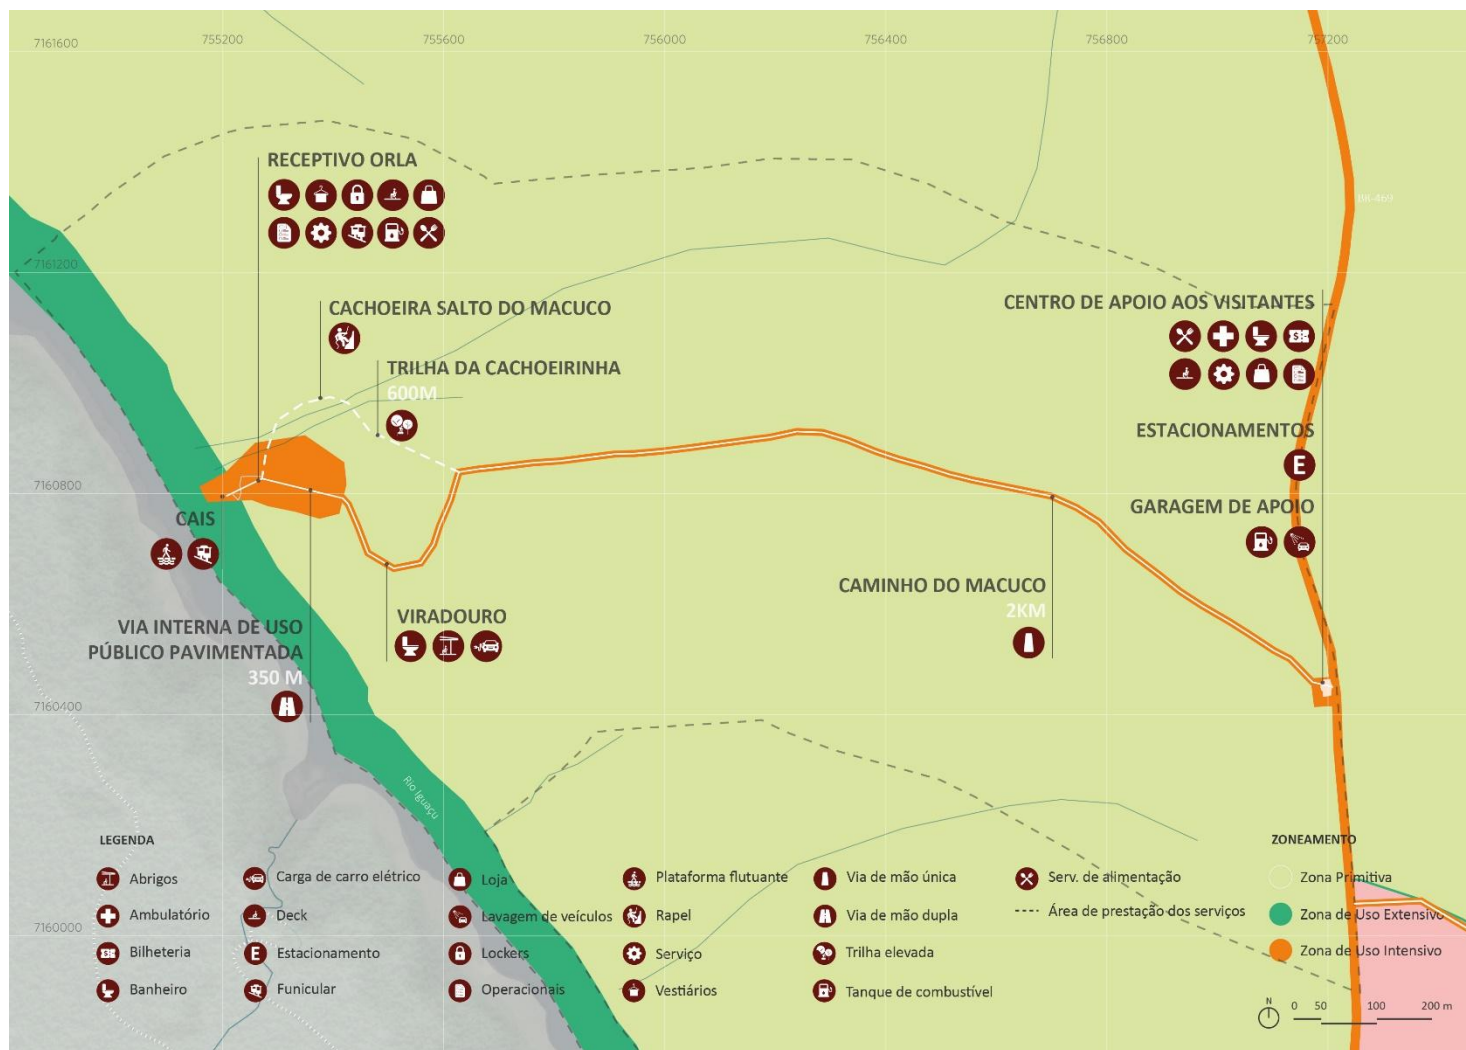 755200
755600
756000
756400
756800
757200
7161600
RECEPTIVO ORLA
BR-469
7161200
CACHOEIRA SALTO DO MACUCO
CENTRO DE APOIO AOS VISITANTES
TRILHA DA CACHOEIRINHA
600M
ESTACIONAMENTOS
E
7160800
CAIS
GARAGEM DE APOIO
CAMINHO DO MACUCO
2KM
VIRADOURO
VIA INTERNA DE USO
PÚBLICO PAVIMENTADA
350 M
7160400
Rio Iguaçu
LEGENDA
Abrigos
Ambulatório
Bilheteria
Banheiro
Carga de carro elétrico
Deck
E Estacionamento
Funicular
Loja
Lavagem de veículos
Lockers
Operacionais
Plataforma flutuante
Rapel
Serviço
Vestiários
Via de mão única
Via de mão dupla
Trilha elevada
Tanque de combustível
Serv. de alimentação
Área de prestação dos serviços
7160000
ZONEAMENTO
Zona Primitiva
Zona de Uso Extensivo
Zona de Uso Intensivo
N
0 50 100 200 m